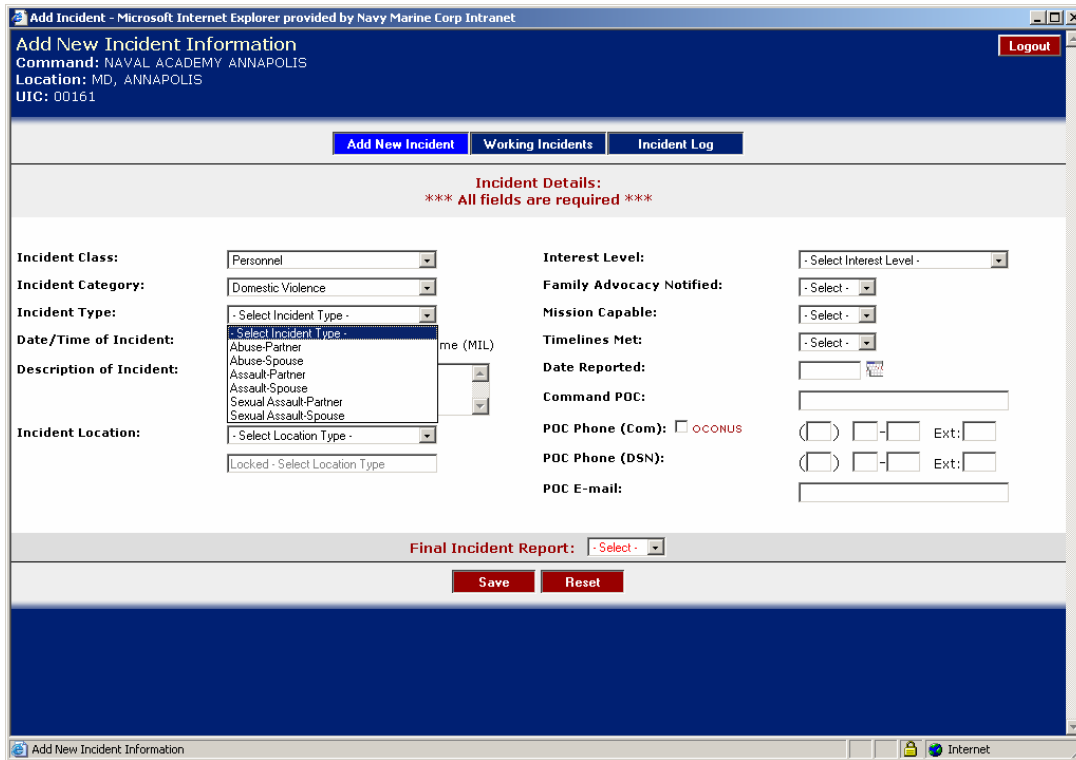 Add Incident - Microsoft Internet Explorer provided by Navy Marine Corp Intranet
Add New Incident Information
Logout
Command: NAVAL ACADEMY ANNAPOLIS
Location: MD, ANNAPOLIS
UIC: 00161
Add New Incident Working Incidents Incident Log
Incident Details:
*** All fields are required ***
Incident Class: Personnel
Incident Category: Domestic Violence
Incident Type: - Select Incident Type -
- Select Incident Type -
Abuse-Partner
Abuse-Spouse
Assault-Partner
Assault-Spouse
Sexual Assault-Partner
Sexual Assault-Spouse
Date/Time of Incident: me (MIL)
Description of Incident:
Incident Location: - Select Location Type -
Locked - Select Location Type
Interest Level: - Select Interest Level -
Family Advocacy Notified: - Select -
Mission Capable: - Select -
Timelines Met: - Select -
Date Reported:
Command POC:
POC Phone (Com): OCONUS ( ) - Ext:
POC Phone (DSN): ( ) - Ext:
POC E-mail:
Final Incident Report: - Select -
Save Reset
Add New Incident Information Internet